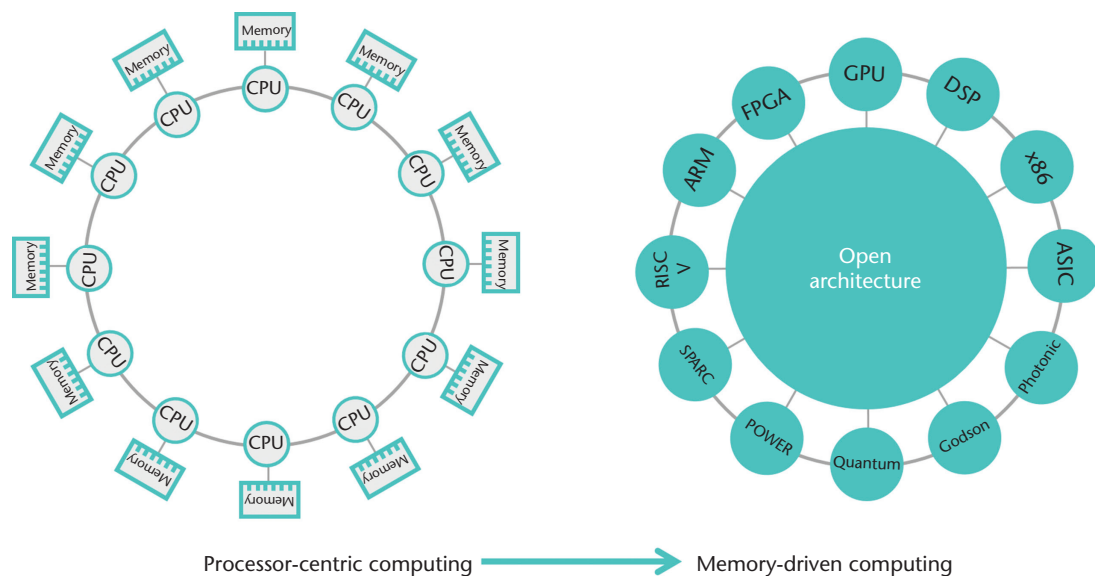 Memory
CPU
Memory
CPU
Memory
CPU
Memory
CPU
Memory
CPU
Memory
CPU
Memory
CPU
Memory
CPU
Memory
CPU
Memory
CPU
Memory
CPU
Memory
CPU
GPU
DSP
x86
ASIC
Photonic
Godson
Quantum
POWER
SPARC
RISC
V
ARM
FPGA
Open
architecture
Processor-centric computing
Memory-driven computing